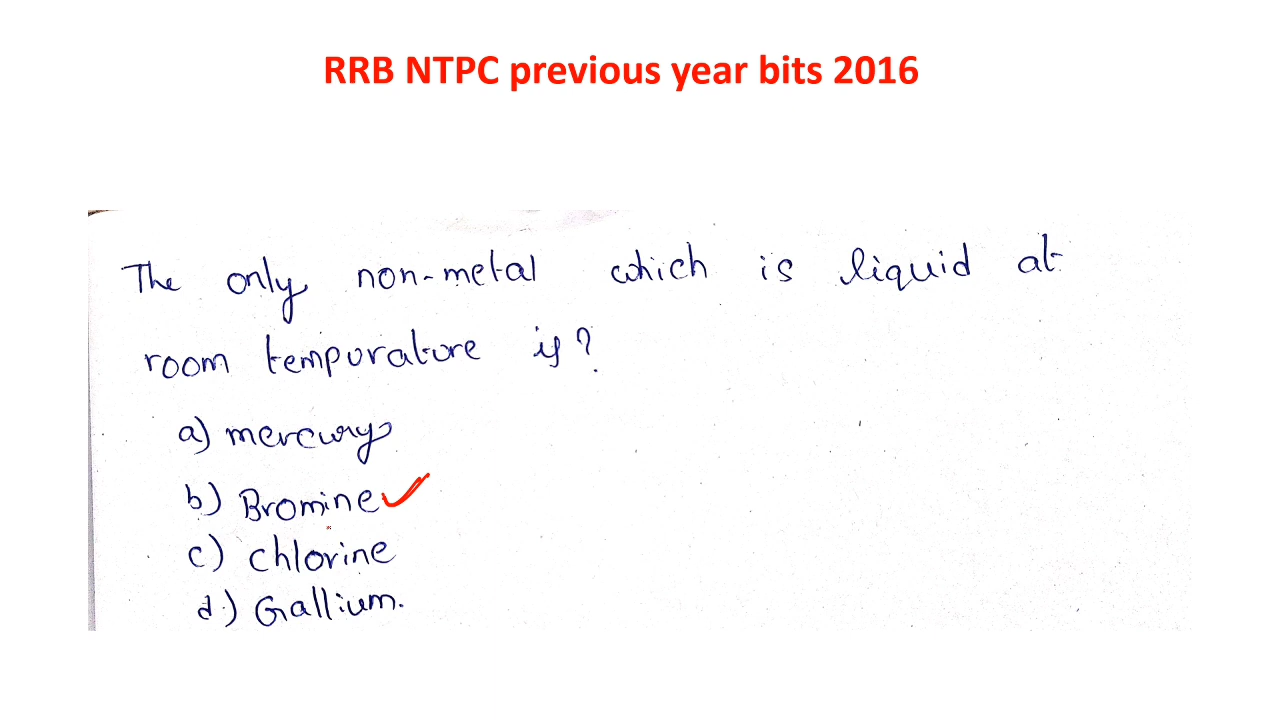 RRB NTPC previous year bits 2016
The only non-metal which is liquid at
room tempurature is?
a) mercury
b) Bromine
c) chlorine
d) Gallium.